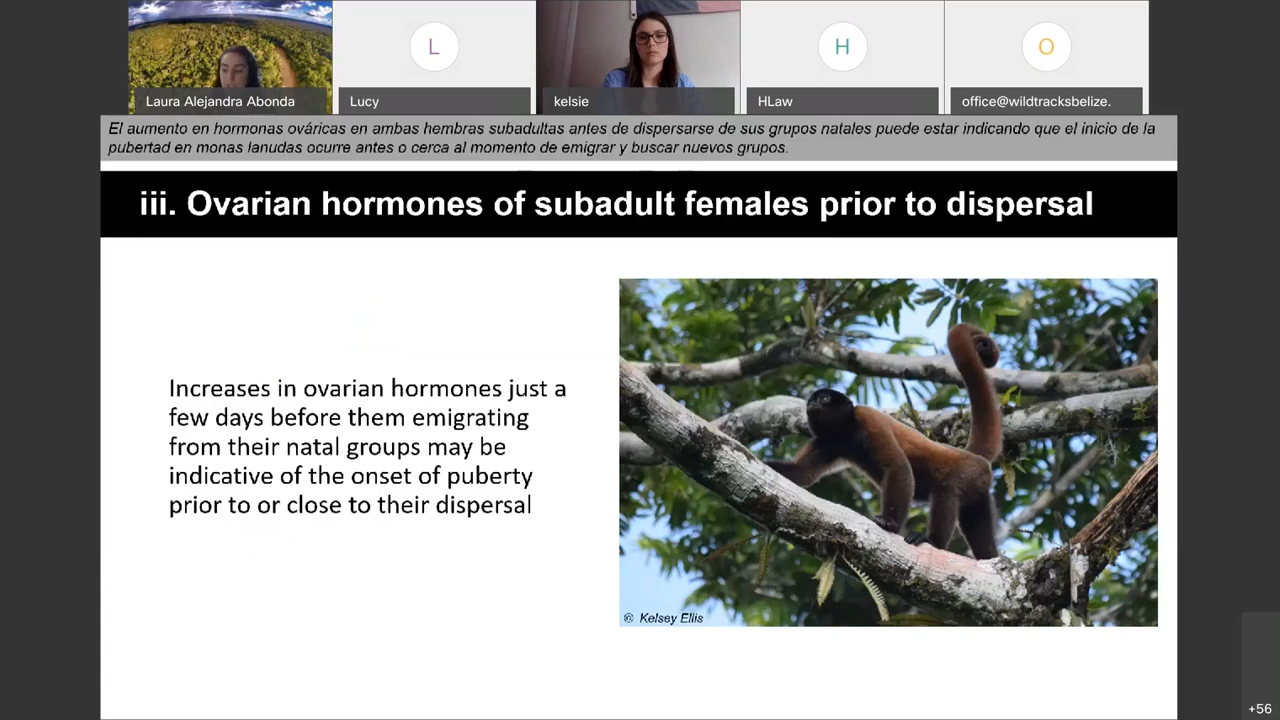 L
H
O
Laura Alejandra Abonda
Lucy
kelsie
HLaw
office@wildtracksbelize.
El aumento en hormonas ováricas en ambas hembras subadultas antes de dispersarse de sus grupos natales puede estar indicando que el inicio de la
pubertad en monas lanudas ocurre antes o cerca al momento de emigrar y buscar nuevos grupos.
iii. Ovarian hormones of subadult females prior to dispersal
Increases in ovarian hormones just a
few days before them emigrating
from their natal groups may be
indicative of the onset of puberty
prior to or close to their dispersal
© Kelsey Ellis
+56